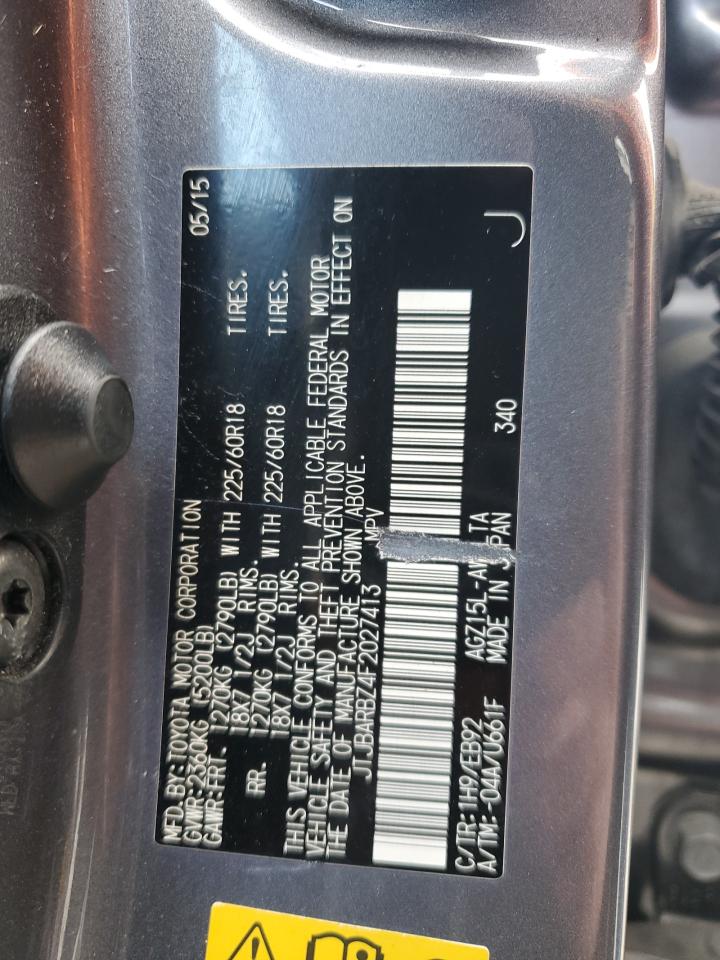 MFD.BY:TOYOTA MOTOR CORPORATION 05/15
GVWR:2360KG (5200LB)
GAWR:FRT. 1270KG (2790LB) WITH 225/60R18 TIRES.
18X7 1/2J RIMS.
RR. 1270KG (2790LB) WITH 225/60R18 TIRES.
18X7 1/2J RIMS.
THIS VEHICLE CONFORMS TO ALL APPLICABLE FEDERAL MOTOR
VEHICLE SAFETY AND THEFT PREVENTION STANDARDS IN EFFECT ON
THE DATE OF MANUFACTURE SHOWN ABOVE.
JTJBARBZ4F2027413 MPV
C/TR:1H9/EB92 TA 340 J
A/TM:-04A/U661F MADE IN JAPAN